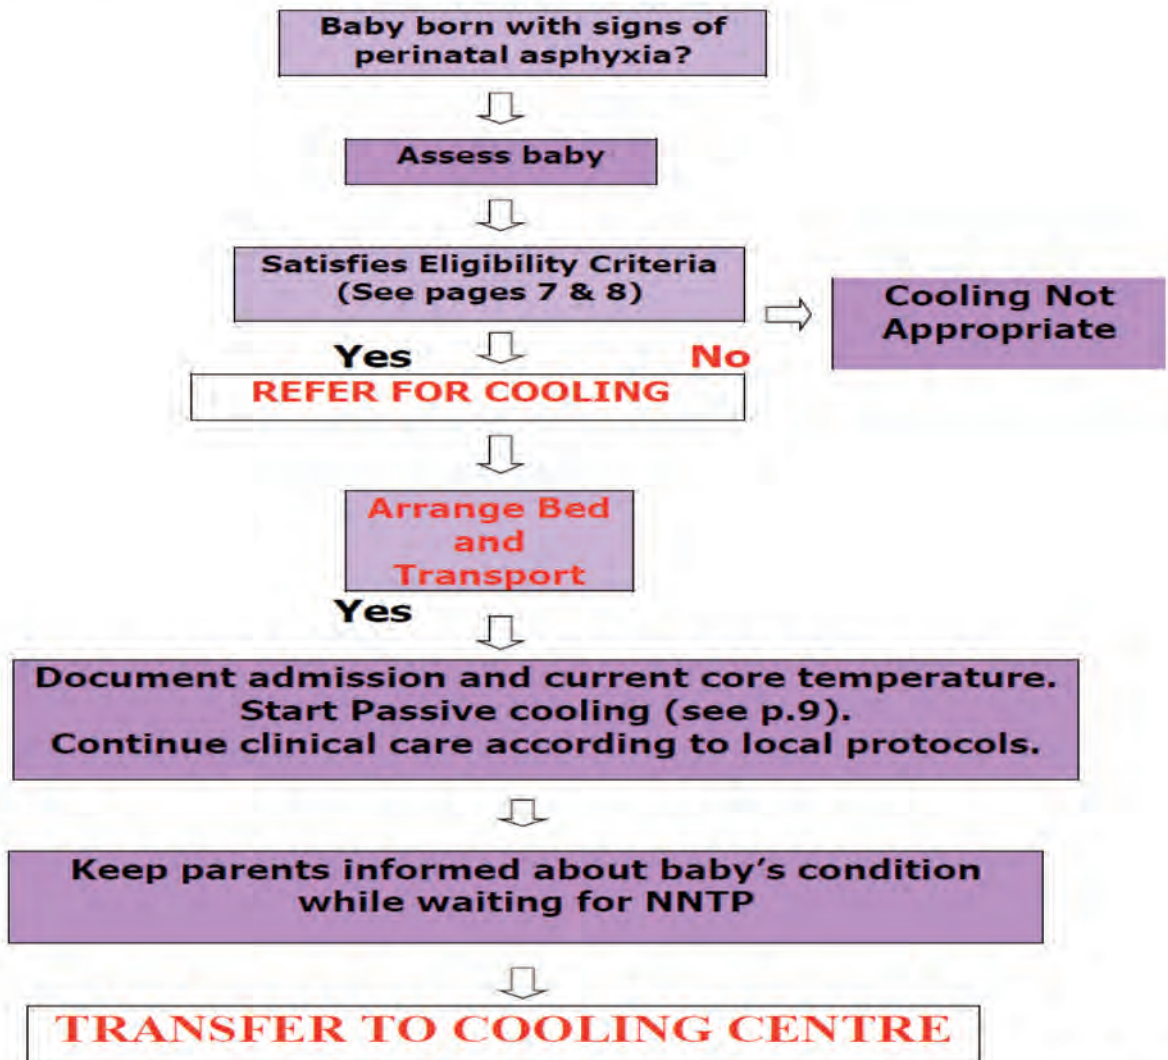 Baby born with signs of
perinatal asphyxia?
Assess baby
Satisfies Eligibility Criteria
(See pages 7 & 8)
Cooling Not
Appropriate
Yes
No
REFER FOR COOLING
Arrange Bed
and
Transport
Yes
Document admission and current core temperature.
Start Passive cooling (see p.9).
Continue clinical care according to local protocols.
Keep parents informed about baby's condition
while waiting for NNTP
TRANSFER TO COOLING CENTRE